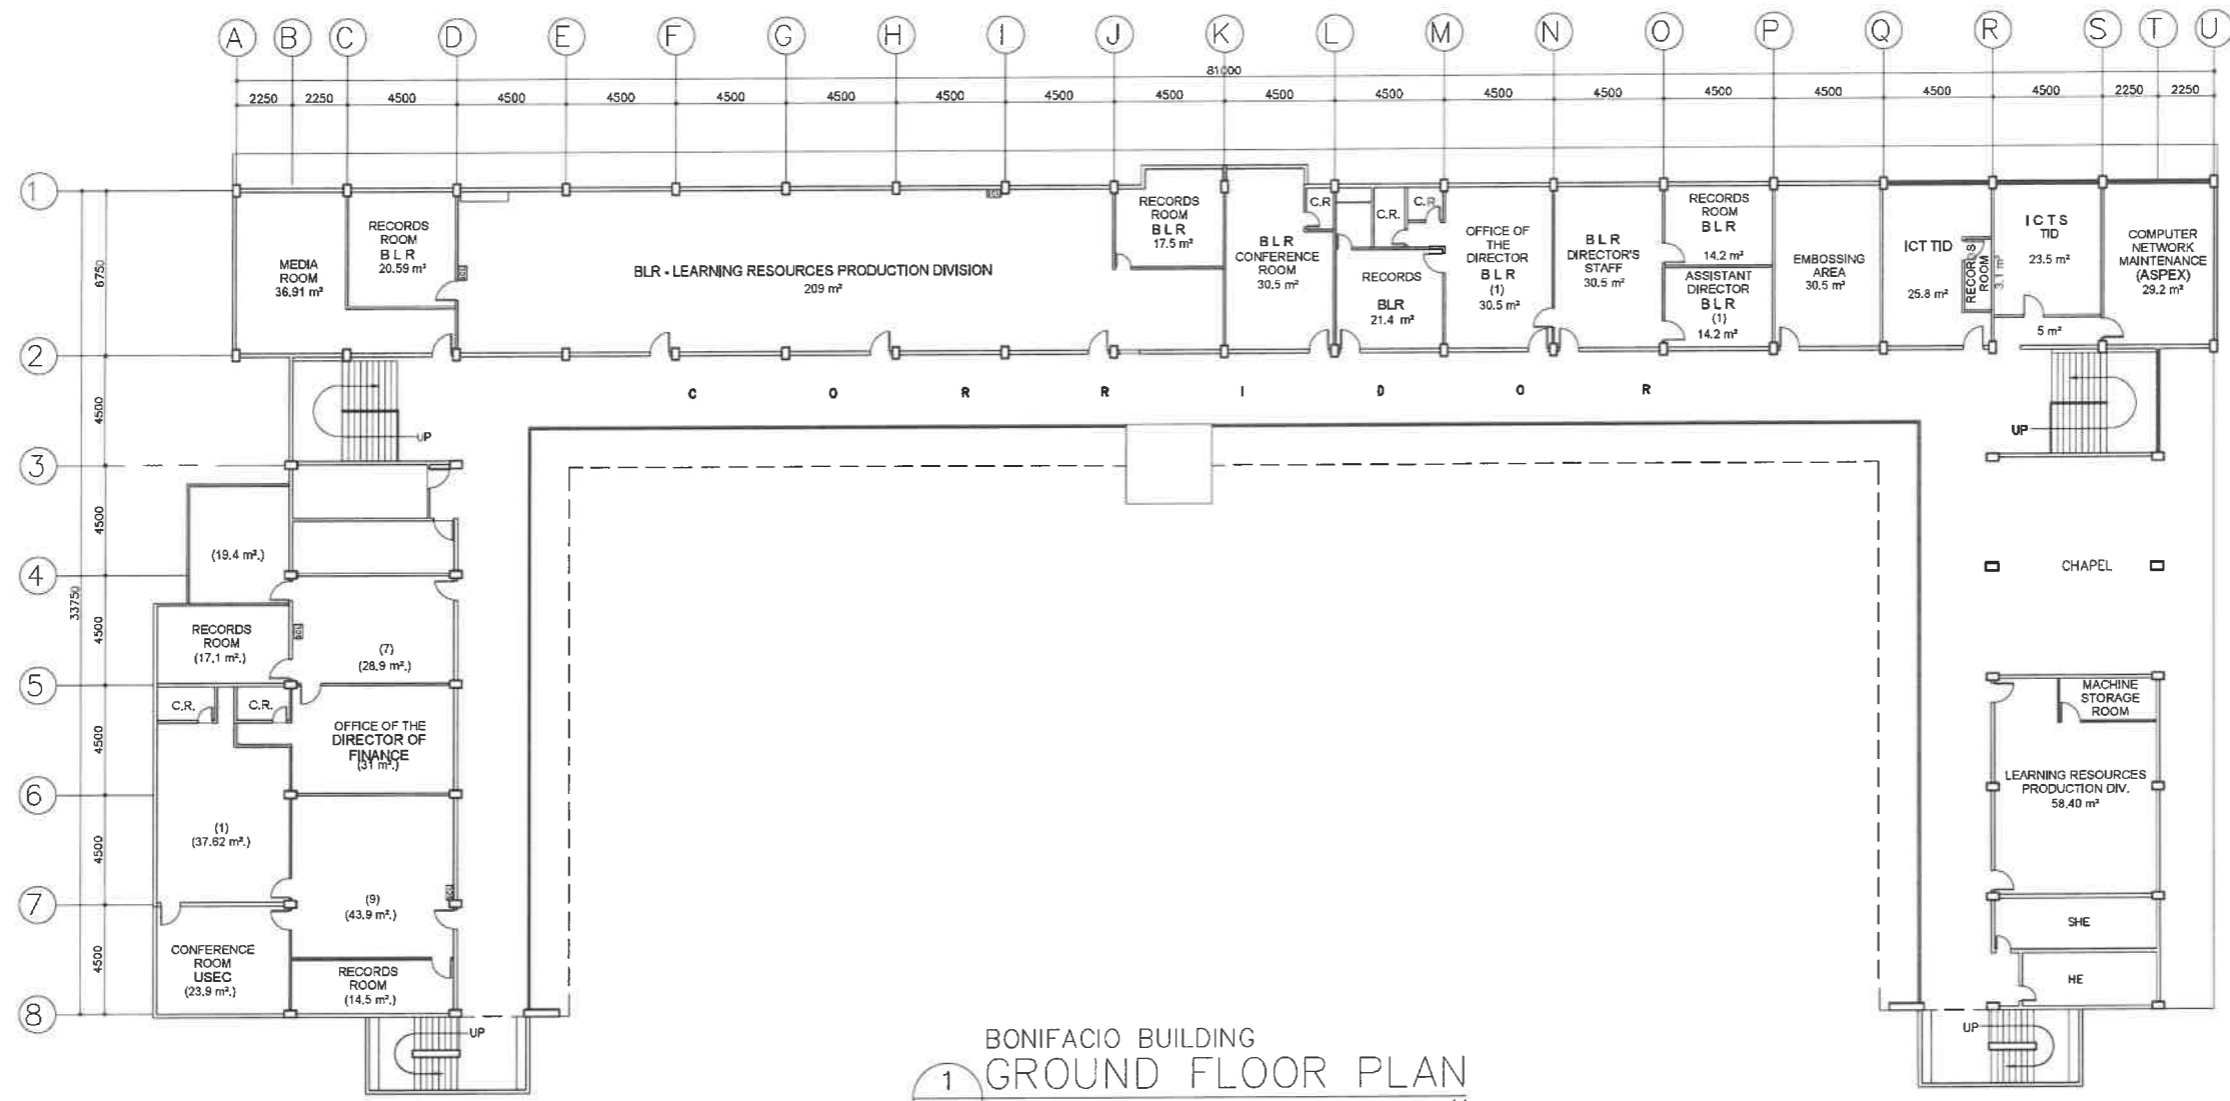 A B C D E F G H I J K L M N O P Q R S T U
81000
2250 2250 4500 4500 4500 4500 4500 4500 4500 4500 4500 4500 4500 4500 4500 4500 4500 4500 2250 2250
1
2
3
4
5
6
7
8
6750
4500
4500
4500
4500
4500
4500
33750
MEDIA
ROOM
36.91 m²
RECORDS
ROOM
BLR
20.59 m²
BLR - LEARNING RESOURCES PRODUCTION DIVISION
209 m²
RECORDS
ROOM
BLR
17.5 m²
BLR
CONFERENCE
ROOM
30.5 m²
C.R
C.R.
C.R
RECORDS
BLR
21.4 m²
OFFICE OF
THE
DIRECTOR
BLR
(1)
30.5 m²
BLR
DIRECTOR'S
STAFF
30.5 m²
RECORDS
ROOM
BLR
14.2 m²
ASSISTANT
DIRECTOR
BLR
(1)
14.2 m²
EMBOSSING
AREA
30.5 m²
ICT TID
25.8 m²
RECORDS
ROOM
3.1 m²
ICTS
TID
23.5 m²
5 m²
COMPUTER
NETWORK
MAINTENANCE
(ASPEX)
29.2 m²
CORRIDOR
UP
UP
(19.4 m².)
RECORDS
ROOM
(17.1 m².)
(7)
(28.9 m².)
C.R.
C.R.
OFFICE OF THE
DIRECTOR OF
FINANCE
(31 m².)
(1)
(37.62 m².)
(9)
(43.9 m².)
CONFERENCE
ROOM
USEC
(23.9 m².)
RECORDS
ROOM
(14.5 m².)
UP
CHAPEL
MACHINE
STORAGE
ROOM
LEARNING RESOURCES
PRODUCTION DIV.
58.40 m²
SHE
HE
UP
BONIFACIO BUILDING
1 GROUND FLOOR PLAN